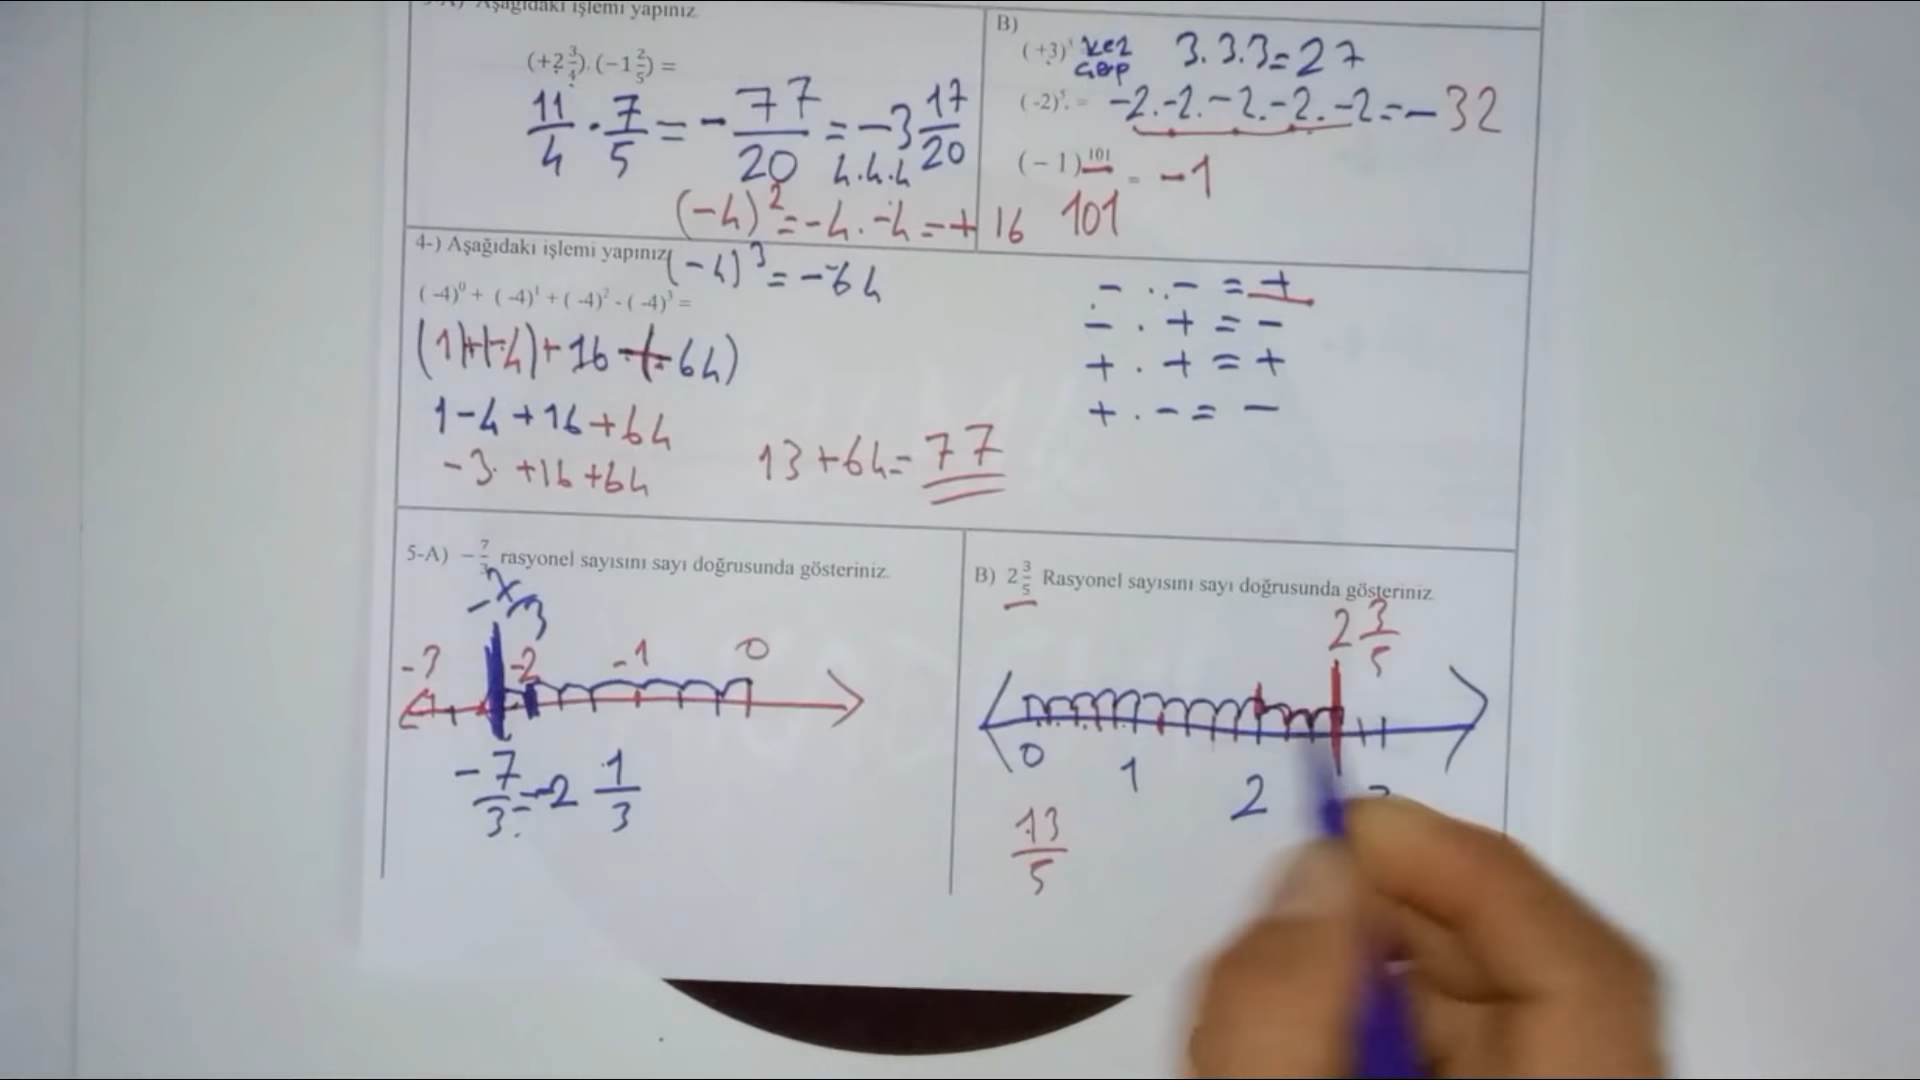 Aşağıdaki işlemi yapınız
(+2 3/4).(−1 2/5) =
11/4 · 7/5 = − 77/20 = −3 17/20
4.4.4
(−4)² = −4 . −4 = + 16
B)
(+3)³ kez çarp 3.3.3=27
(-2)⁵. = −2.−2.−2.−2.−2=−32
(−1)101 = −1
101
4-) Aşağıdaki işlemi yapınız
(−4)³ = −64
(-4)⁰ + (-4)¹ + (-4)² - (-4)³ =
(1)+(-4)+16-(-64)
1−4+16+64
−3 +16 +64
13+64= 77
− . − = +
− . + = −
+ . + = +
+ . − = −
5-A) −7/3 rasyonel sayısını sayı doğrusunda gösteriniz.
−7/3
-3 -2 -1 0
−7/3 = −2 1/3
B) 2 3/5 Rasyonel sayısını sayı doğrusunda gösteriniz
2 3/5
0 1 2
13/5